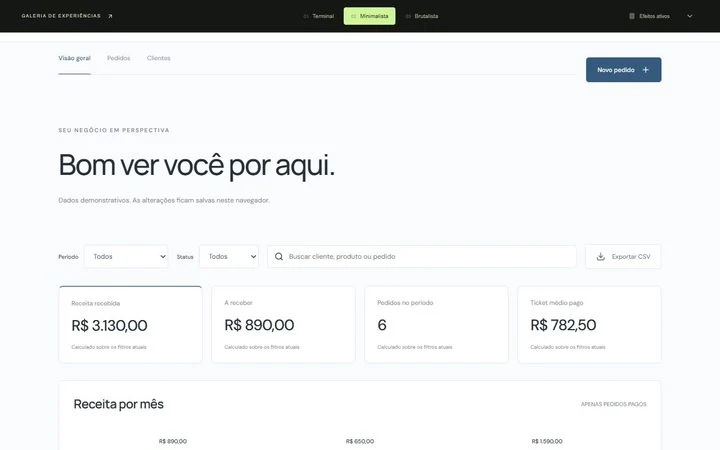 GALERIA DE EXPERIÊNCIAS
01 Terminal
02 Minimalista
03 Brutalista
Efeitos ativos
Visão geral
Pedidos
Clientes
Novo pedido
SEU NEGÓCIO EM PERSPECTIVA
Bom ver você por aqui.
Dados demonstrativos. As alterações ficam salvas neste navegador.
Período
Todos
Status
Todos
Buscar cliente, produto ou pedido
Exportar CSV
Receita recebida
R$ 3.130,00
Calculado sobre os filtros atuais
A receber
R$ 890,00
Calculado sobre os filtros atuais
Pedidos no período
6
Calculado sobre os filtros atuais
Ticket médio pago
R$ 782,50
Calculado sobre os filtros atuais
Receita por mês
APENAS PEDIDOS PAGOS
R$ 890,00
R$ 650,00
R$ 1.590,00